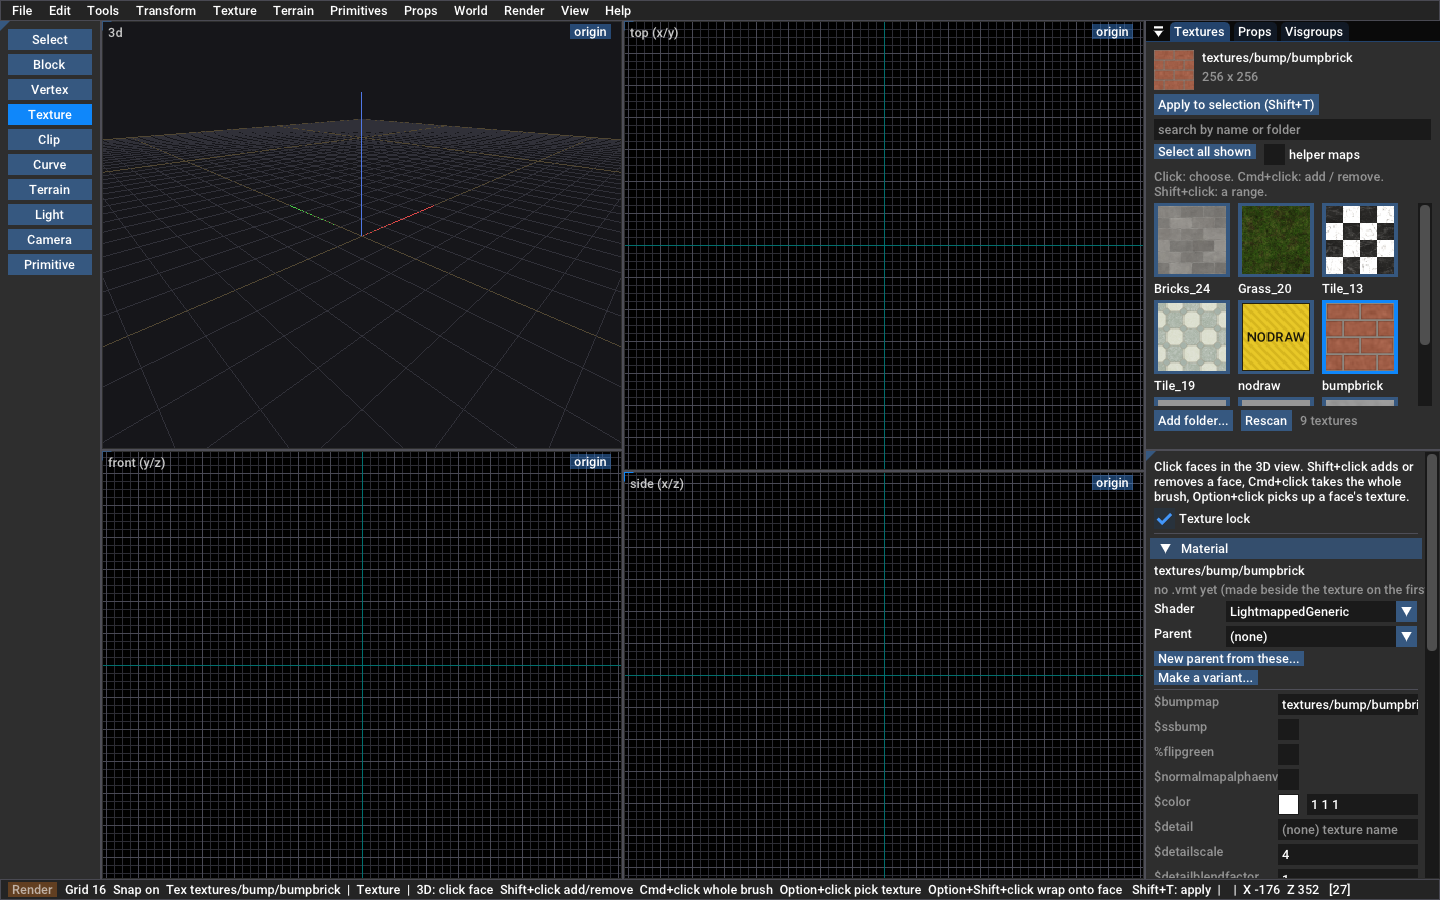 File Edit Tools Transform Texture Terrain Primitives Props World Render View Help
Select
Block
Vertex
Texture
Clip
Curve
Terrain
Light
Camera
Primitive
3d origin
top (x/y) origin
front (y/z) origin
side (x/z) origin
Textures Props Visgroups
textures/bump/bumpbrick
256 x 256
Apply to selection (Shift+T)
search by name or folder
Select all shown helper maps
Click: choose. Cmd+click: add / remove.
Shift+click: a range.
Bricks_24 Grass_20 Tile_13
NODRAW
Tile_19 nodraw bumpbrick
Add folder... Rescan 9 textures
Click faces in the 3D view. Shift+click adds or
removes a face, Cmd+click takes the whole
brush, Option+click picks up a face's texture.
Texture lock
Material
textures/bump/bumpbrick
no .vmt yet (made beside the texture on the firs
Shader LightmappedGeneric
Parent (none)
New parent from these...
Make a variant...
$bumpmap textures/bump/bumpbri
$ssbump
%flipgreen
$normalmapalphaenv
$color 1 1 1
$detail (none) texture name
$detailscale 4
$detailblendfactor 1
Render Grid 16 Snap on Tex textures/bump/bumpbrick | Texture | 3D: click face Shift+click add/remove Cmd+click whole brush Option+click pick texture Option+Shift+click wrap onto face Shift+T: apply | | X -176 Z 352 [27]